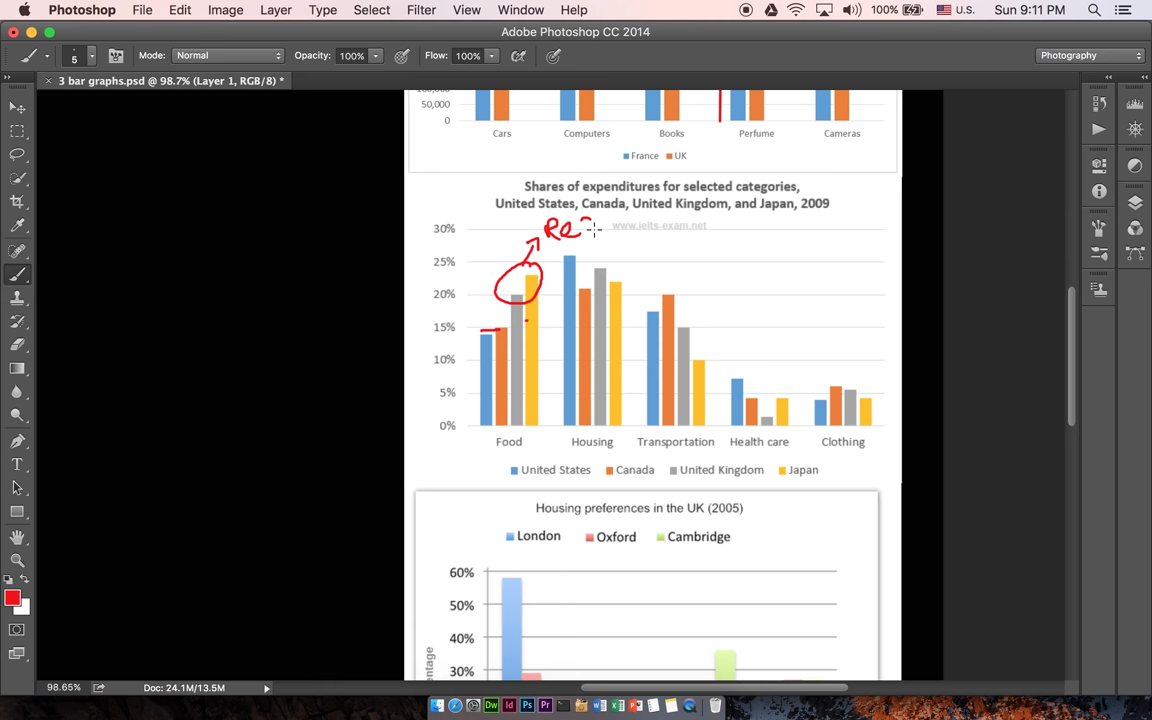 Photoshop File Edit Image Layer Type Select Filter View Window Help 100% U.S. Sun 9:11 PM
Adobe Photoshop CC 2014
5 Mode: Normal Opacity: 100% Flow: 100% Photography
3 bar graphs.psd @ 98.7% (Layer 1, RGB/8) *
50,000
0
Cars Computers Books Perfume Cameras
France UK
Shares of expenditures for selected categories,
United States, Canada, United Kingdom, and Japan, 2009
www.ielts-exam.net
30%
25%
20%
15%
10%
5%
0%
Food Housing Transportation Health care Clothing
United States Canada United Kingdom Japan
Housing preferences in the UK (2005)
London Oxford Cambridge
60%
50%
40%
30%
98.65% Doc: 24.1M/13.5M